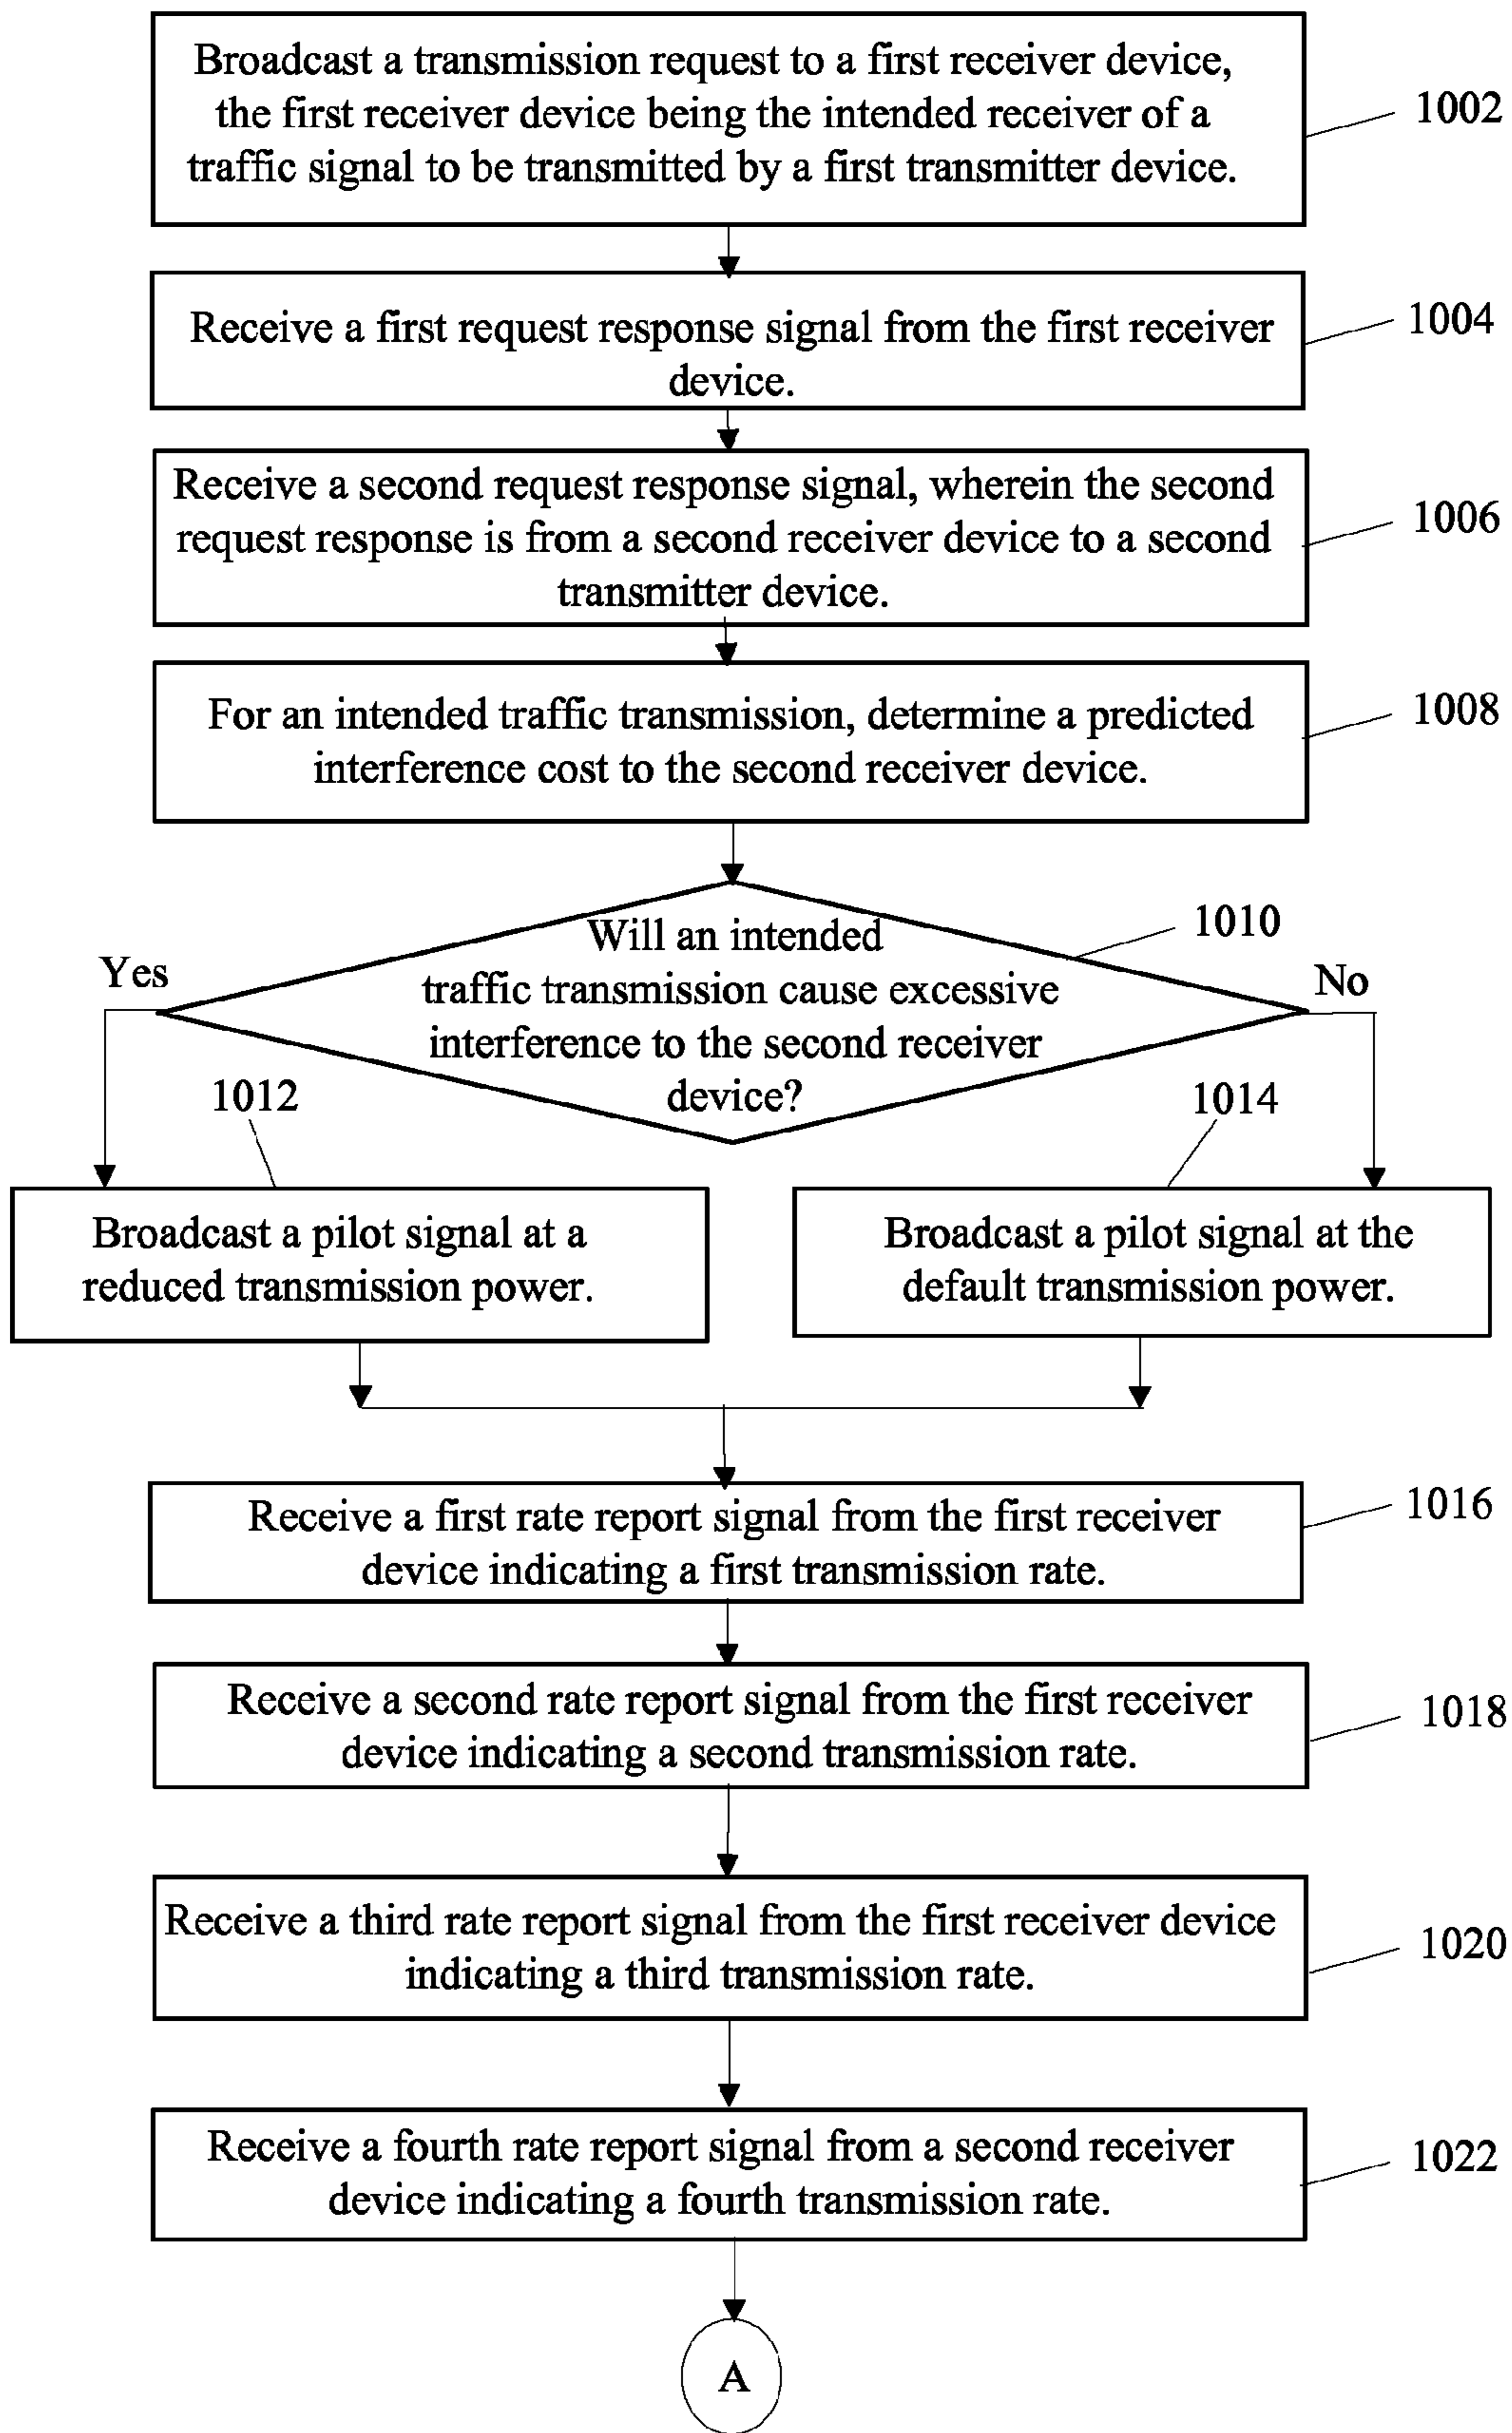 Broadcast a transmission request to a first receiver device,
the first receiver device being the intended receiver of a
traffic signal to be transmitted by a first transmitter device.
1002
Receive a first request response signal from the first receiver
device.
1004
Receive a second request response signal, wherein the second
request response is from a second receiver device to a second
transmitter device.
1006
For an intended traffic transmission, determine a predicted
interference cost to the second receiver device.
1008
Will an intended
traffic transmission cause excessive
interference to the second receiver
device?
1010
Yes
No
1012
1014
Broadcast a pilot signal at a
reduced transmission power.
Broadcast a pilot signal at the
default transmission power.
Receive a first rate report signal from the first receiver
device indicating a first transmission rate.
1016
Receive a second rate report signal from the first receiver
device indicating a second transmission rate.
1018
Receive a third rate report signal from the first receiver device
indicating a third transmission rate.
1020
Receive a fourth rate report signal from a second receiver
device indicating a fourth transmission rate.
1022
A